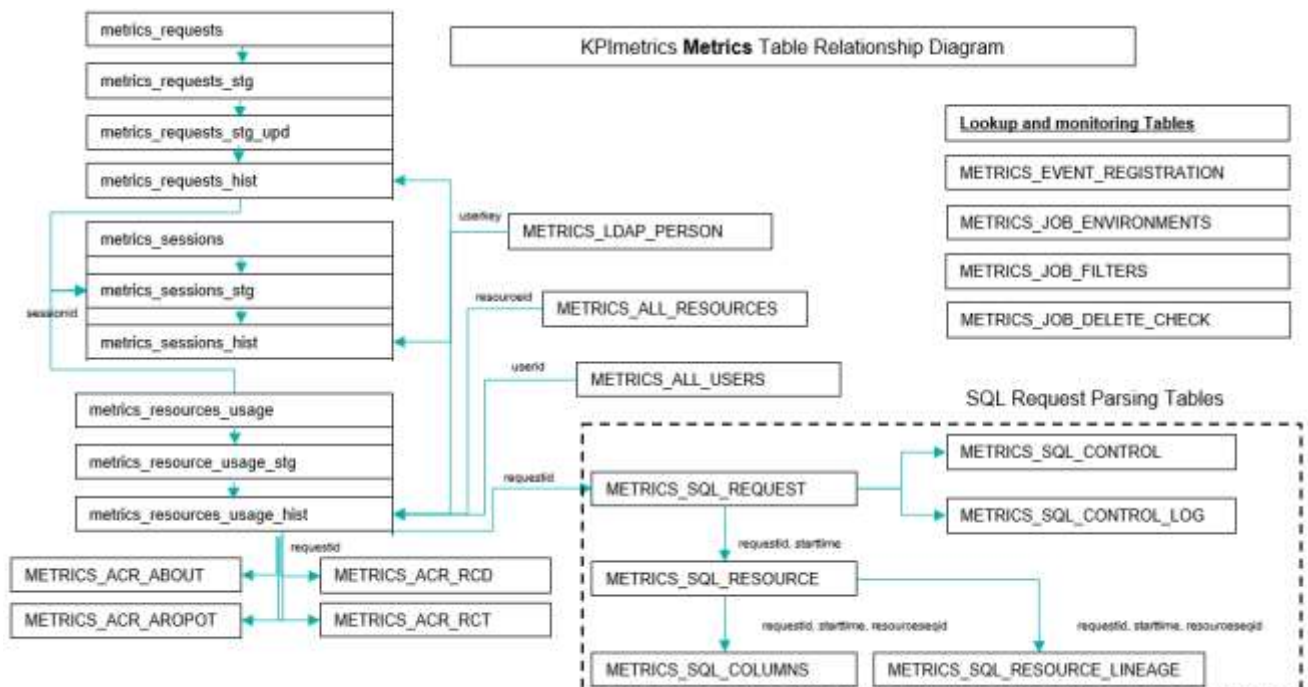 KPImetrics Metrics Table Relationship Diagram
metrics_requests
metrics_requests_stg
metrics_requests_stg_upd
metrics_requests_hist
metrics_sessions
metrics_sessions_stg
metrics_sessions_hist
sessionid
metrics_resources_usage
metrics_resource_usage_stg
metrics_resources_usage_hist
userkey
METRICS_LDAP_PERSON
resourceid
METRICS_ALL_RESOURCES
userid
METRICS_ALL_USERS
Lookup and monitoring Tables
METRICS_EVENT_REGISTRATION
METRICS_JOB_ENVIRONMENTS
METRICS_JOB_FILTERS
METRICS_JOB_DELETE_CHECK
requestid
METRICS_ACR_ABOUT
METRICS_ACR_RCD
METRICS_ACR_AROPOT
METRICS_ACR_RCT
SQL Request Parsing Tables
requestid
METRICS_SQL_REQUEST
METRICS_SQL_CONTROL
METRICS_SQL_CONTROL_LOG
requestid, starttime
METRICS_SQL_RESOURCE
requestid, starttime, resourceseqid
requestid, starttime, resourceseqid
METRICS_SQL_COLUMNS
METRICS_SQL_RESOURCE_LINEAGE